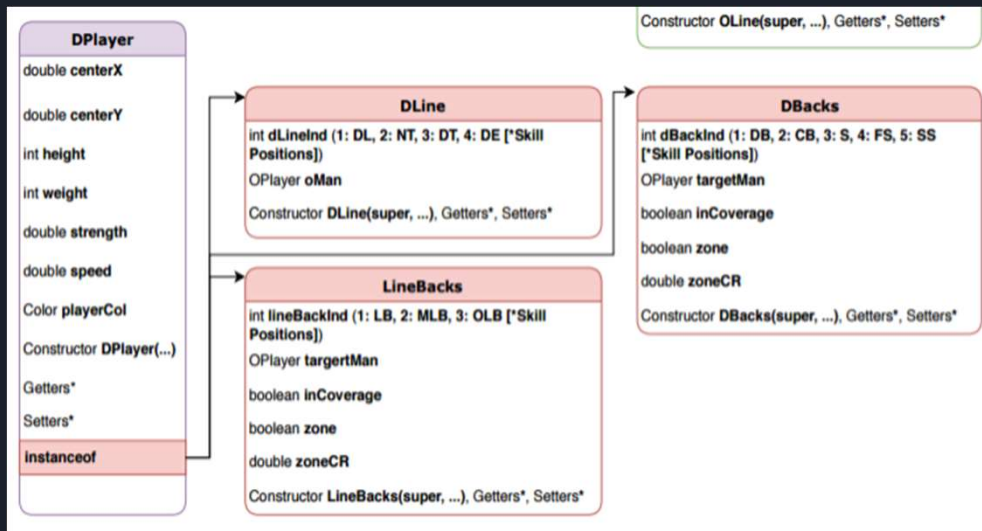 DPlayer
double centerX
double centerY
int height
int weight
double strength
double speed
Color playerCol
Constructor DPlayer(...)
Getters*
Setters*
instanceof
DLine
int dLineInd (1: DL, 2: NT, 3: DT, 4: DE [*Skill
Positions])
OPlayer oMan
Constructor DLine(super, ...), Getters*, Setters*
LineBacks
int lineBackInd (1: LB, 2: MLB, 3: OLB [*Skill
Positions])
OPlayer targertMan
boolean inCoverage
boolean zone
double zoneCR
Constructor LineBacks(super, ...), Getters*, Setters*
Constructor OLine(super, ...), Getters*, Setters*
DBacks
int dBackInd (1: DB, 2: CB, 3: S, 4: FS, 5: SS
[*Skill Positions])
OPlayer targetMan
boolean inCoverage
boolean zone
double zoneCR
Constructor DBacks(super, ...), Getters*, Setters*